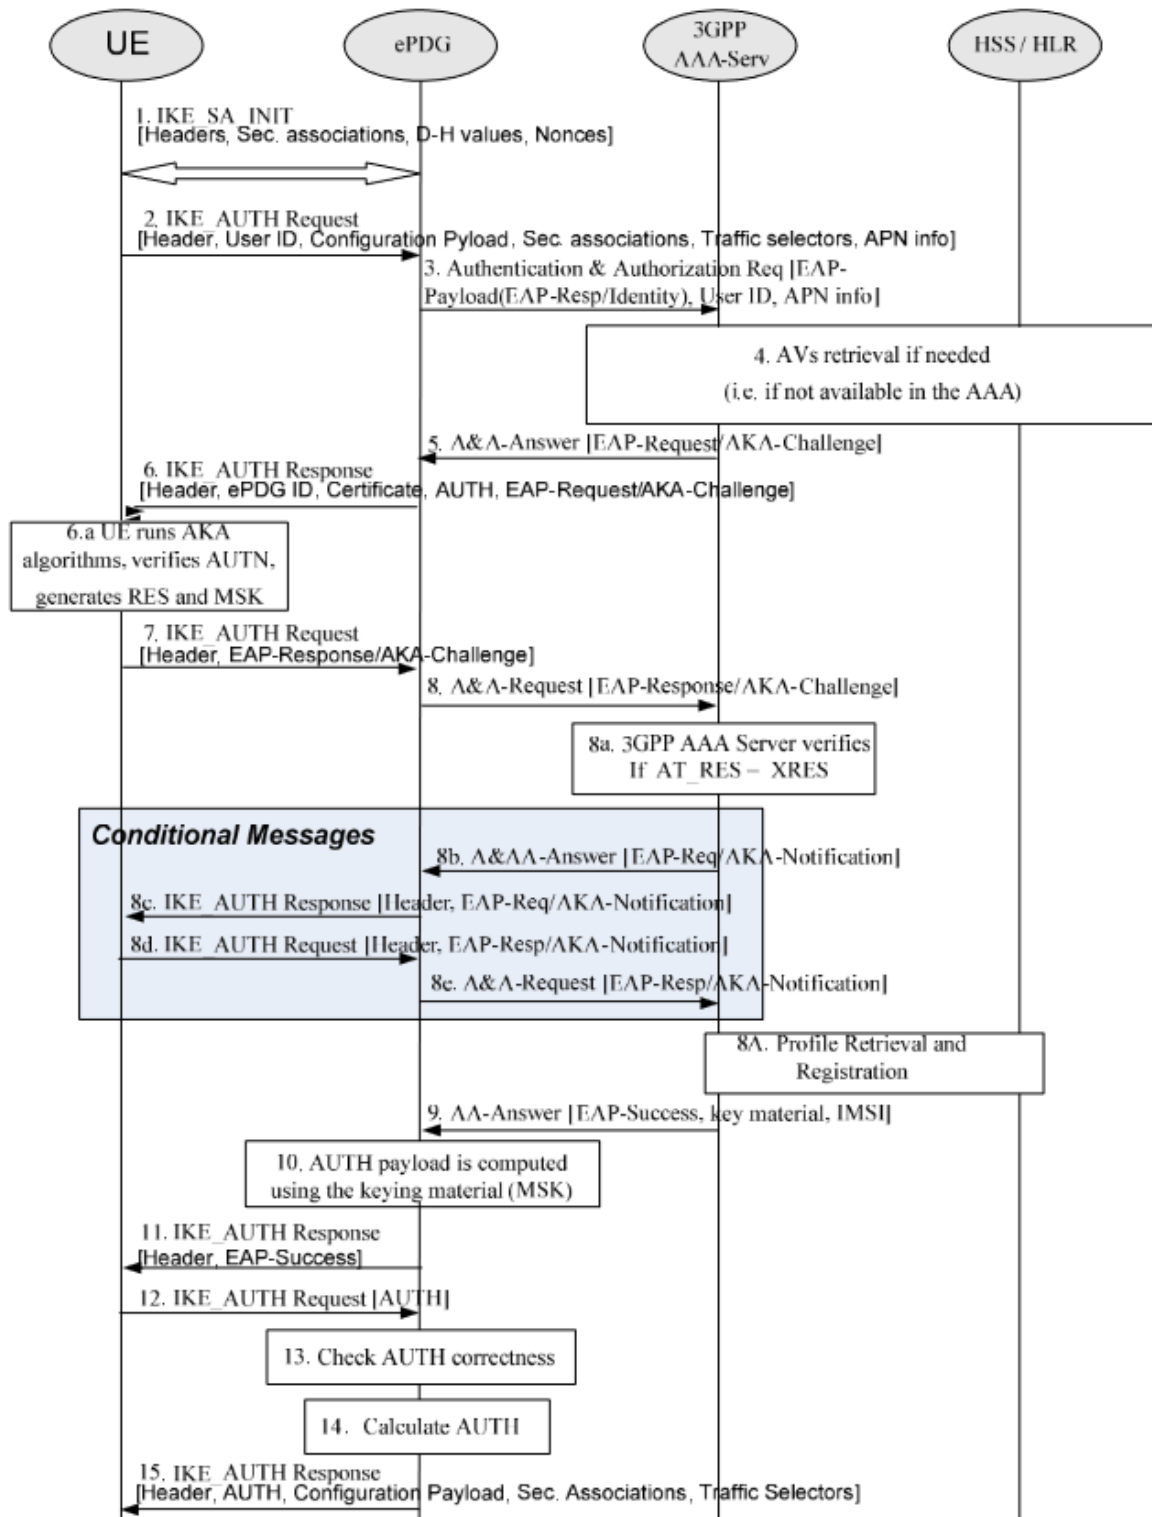 UE
ePDG
3GPP
AAA-Serv
HSS / HLR
1. IKE_SA_INIT
[Headers, Sec. associations, D-H values, Nonces]
2. IKE_AUTH Request
[Header, User ID, Configuration Pyload, Sec. associations, Traffic selectors, APN info]
3. Authentication & Authorization Req [EAP-
Payload(EAP-Resp/Identity), User ID, APN info]
4. AVs retrieval if needed
(i.e. if not available in the AAA)
5. A&A-Answer [EAP-Request/AKA-Challenge]
6. IKE_AUTH Response
[Header, ePDG ID, Certificate, AUTH, EAP-Request/AKA-Challenge]
6.a UE runs AKA
algorithms, verifies AUTN,
generates RES and MSK
7. IKE_AUTH Request
[Header, EAP-Response/AKA-Challenge]
8. A&A-Request [EAP-Response/AKA-Challenge]
8a. 3GPP AAA Server verifies
If AT_RES = XRES
Conditional Messages
8b. A&AA-Answer [EAP-Req/AKA-Notification]
8c. IKE_AUTH Response [Header, EAP-Req/AKA-Notification]
8d. IKE_AUTH Request [Header, EAP-Resp/AKA-Notification]
8e. A&A-Request [EAP-Resp/AKA-Notification]
8A. Profile Retrieval and
Registration
9. AA-Answer [EAP-Success, key material, IMSI]
10. AUTH payload is computed
using the keying material (MSK)
11. IKE_AUTH Response
[Header, EAP-Success]
12. IKE_AUTH Request [AUTH]
13. Check AUTH correctness
14. Calculate AUTH
15. IKE_AUTH Response
[Header, AUTH, Configuration Payload, Sec. Associations, Traffic Selectors]